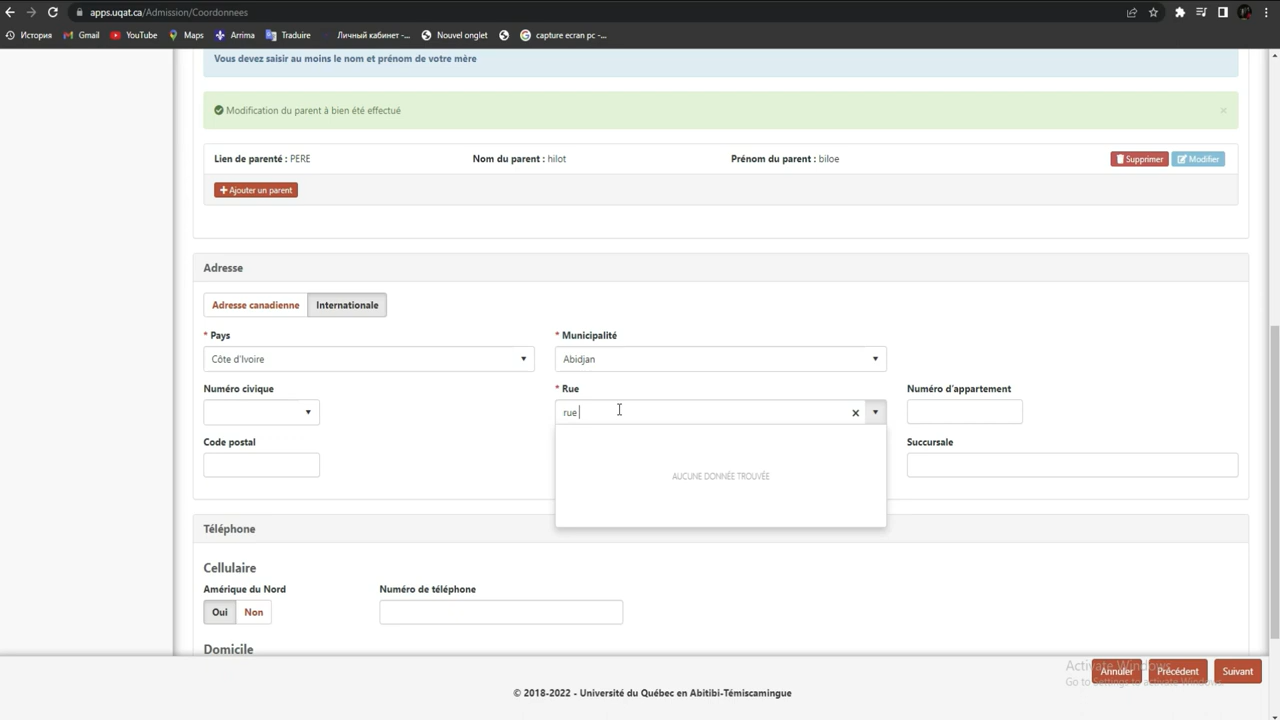 apps.uqat.ca/Admission/Coordonnees
История Gmail YouTube Maps Arrima Traduire Личный кабинет -... Nouvel onglet capture ecran pc -...
Vous devez saisir au moins le nom et prénom de votre mère
Modification du parent à bien été effectué
Lien de parenté : PERE Nom du parent : hilot Prénom du parent : biloe Supprimer Modifier
Ajouter un parent
Adresse
Adresse canadienne Internationale
* Pays * Municipalité
Côte d'Ivoire Abidjan
Numéro civique * Rue Numéro d'appartement
rue
Code postal Succursale
AUCUNE DONNÉE TROUVÉE
Téléphone
Cellulaire
Amérique du Nord Numéro de téléphone
Oui Non
Domicile
Activate Windows
Annuler Précédent Suivant
Go to Settings to activate Windows.
© 2018-2022 - Université du Québec en Abitibi-Témiscamingue